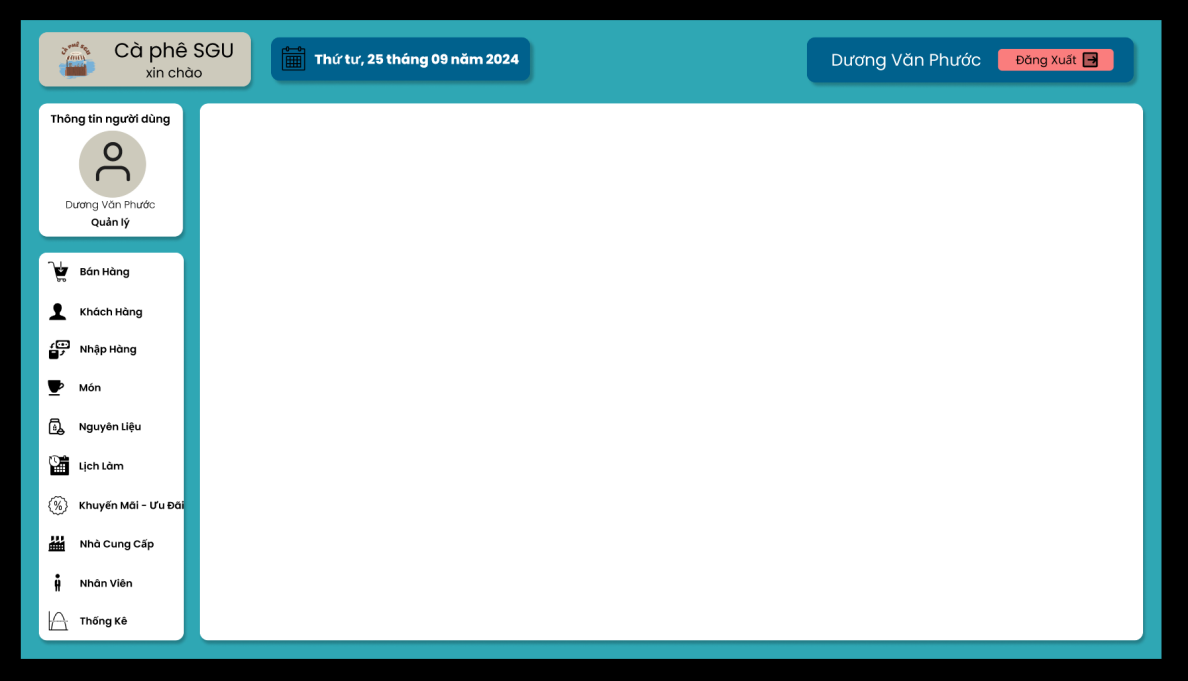 Cà phê SGU
xin chào
Thứ tư, 25 tháng 09 năm 2024
Dương Văn Phước
Đăng Xuất
Thông tin người dùng
Dương Văn Phước
Quản lý
Bán Hàng
Khách Hàng
Nhập Hàng
Món
Nguyên Liệu
Lịch Làm
Khuyến Mãi - Ưu Đãi
Nhà Cung Cấp
Nhân Viên
Thống Kê